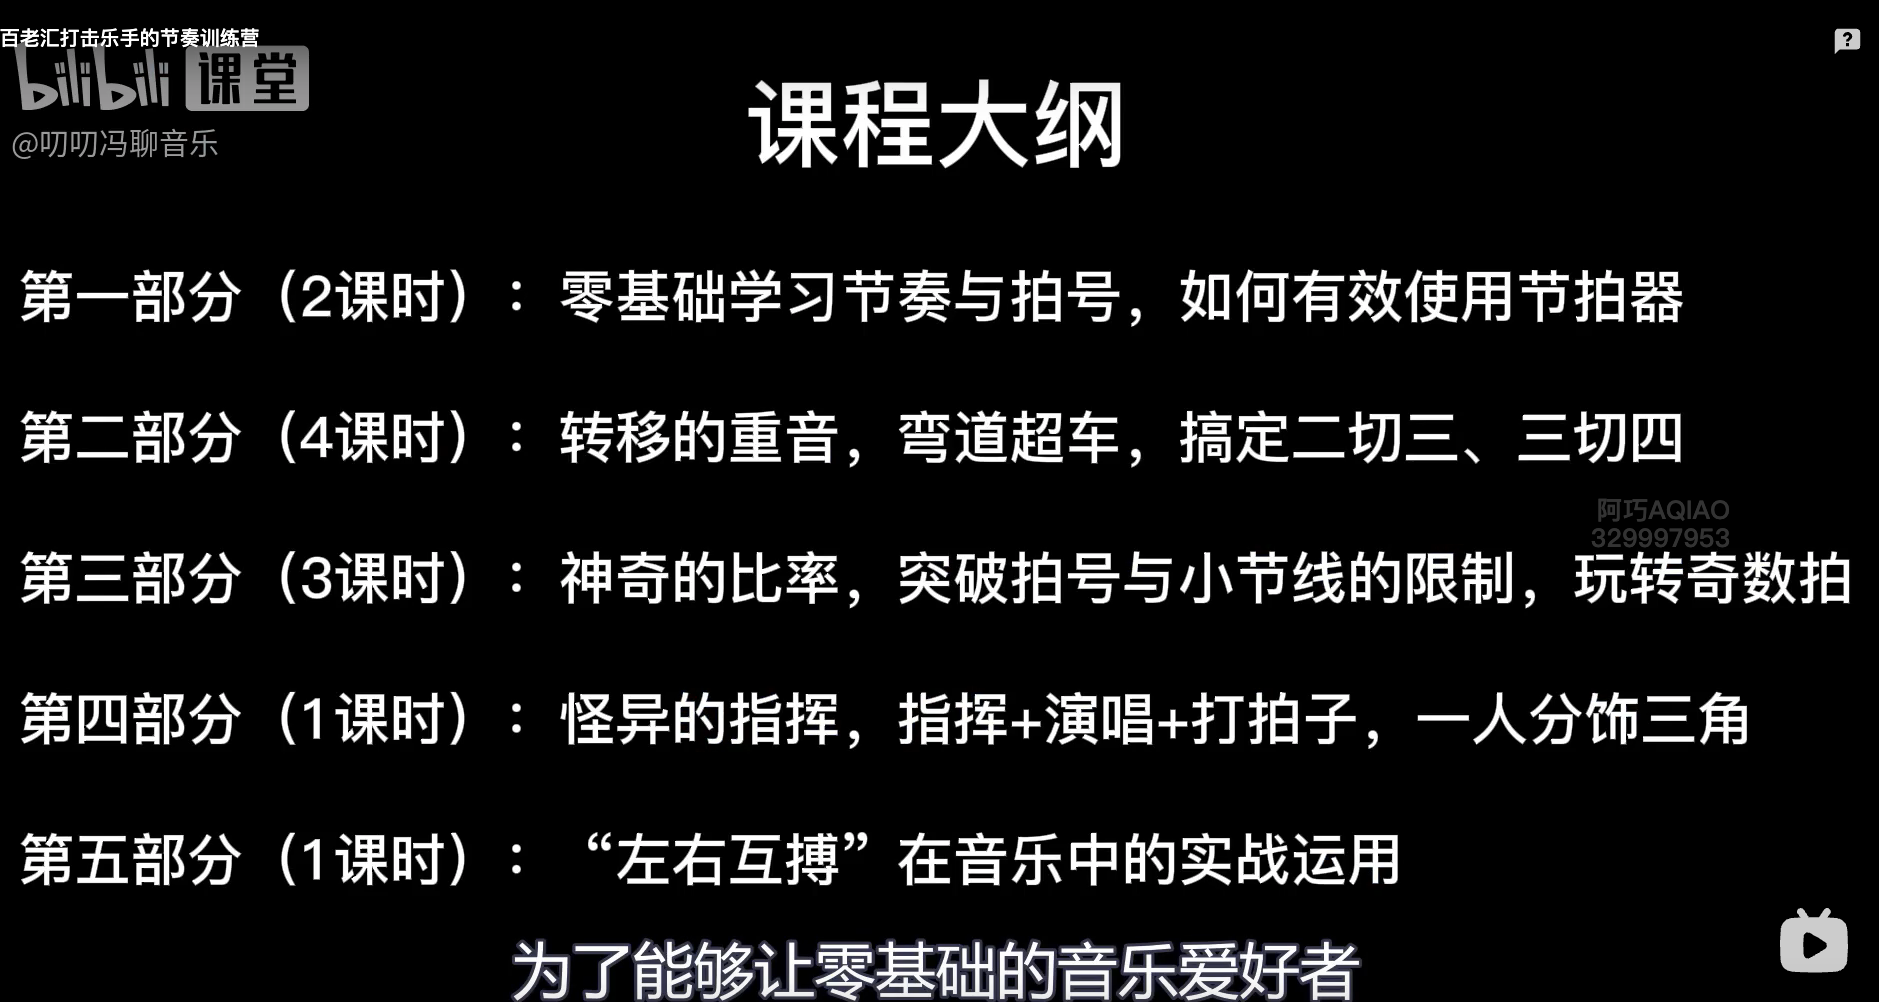 百老汇打击乐手的节奏训练营
bilibili 课堂
@叨叨冯聊音乐
课程大纲
第一部分（2课时）：零基础学习节奏与拍号，如何有效使用节拍器
第二部分（4课时）：转移的重音，弯道超车，搞定二切三、三切四
阿巧AQIAO
329997953
第三部分（3课时）：神奇的比率，突破拍号与小节线的限制，玩转奇数拍
第四部分（1课时）：怪异的指挥，指挥+演唱+打拍子，一人分饰三角
第五部分（1课时）：“左右互搏”在音乐中的实战运用
为了能够让零基础的音乐爱好者